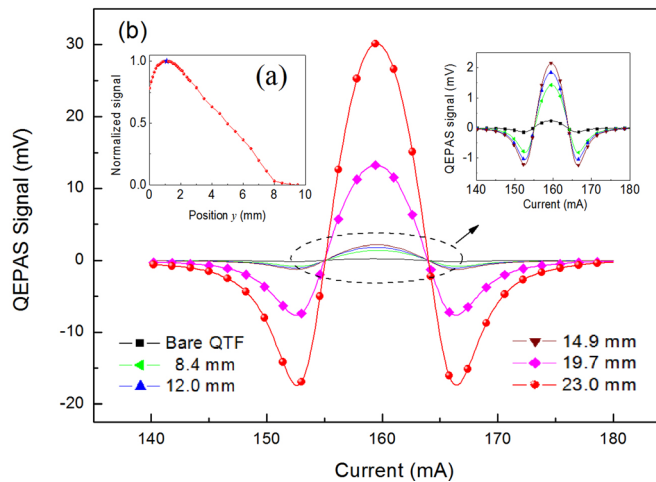 (b)
30
20
10
0
-10
-20
QEPAS Signal (mV)
140
150
160
170
180
Current (mA)
1.0
0.5
0.0
Normalized signal
(a)
0 2 4 6 8 10
Position y (mm)
2
1
0
-1
QEPAS signal (mV)
140 150 160 170 180
Current (mA)
Bare QTF
8.4 mm
12.0 mm
14.9 mm
19.7 mm
23.0 mm